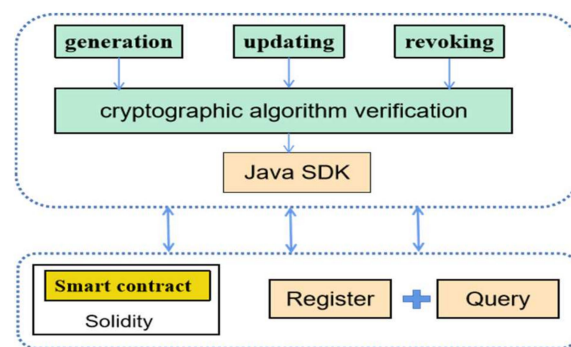 generation
updating
revoking
cryptographic algorithm verification
Java SDK
Smart contract
Solidity
Register
Query